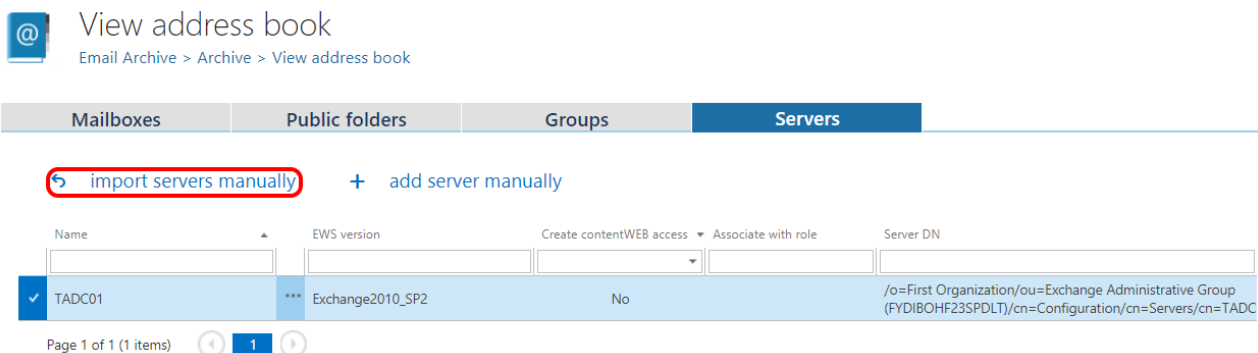 View address book
Email Archive > Archive > View address book
Mailboxes Public folders Groups Servers
import servers manually + add server manually
Name EWS version Create contentWEB access Associate with role Server DN
TADC01 ... Exchange2010_SP2 No /o=First Organization/ou=Exchange Administrative Group
(FYDIBOHF23SPDLT)/cn=Configuration/cn=Servers/cn=TADC
Page 1 of 1 (1 items) 1